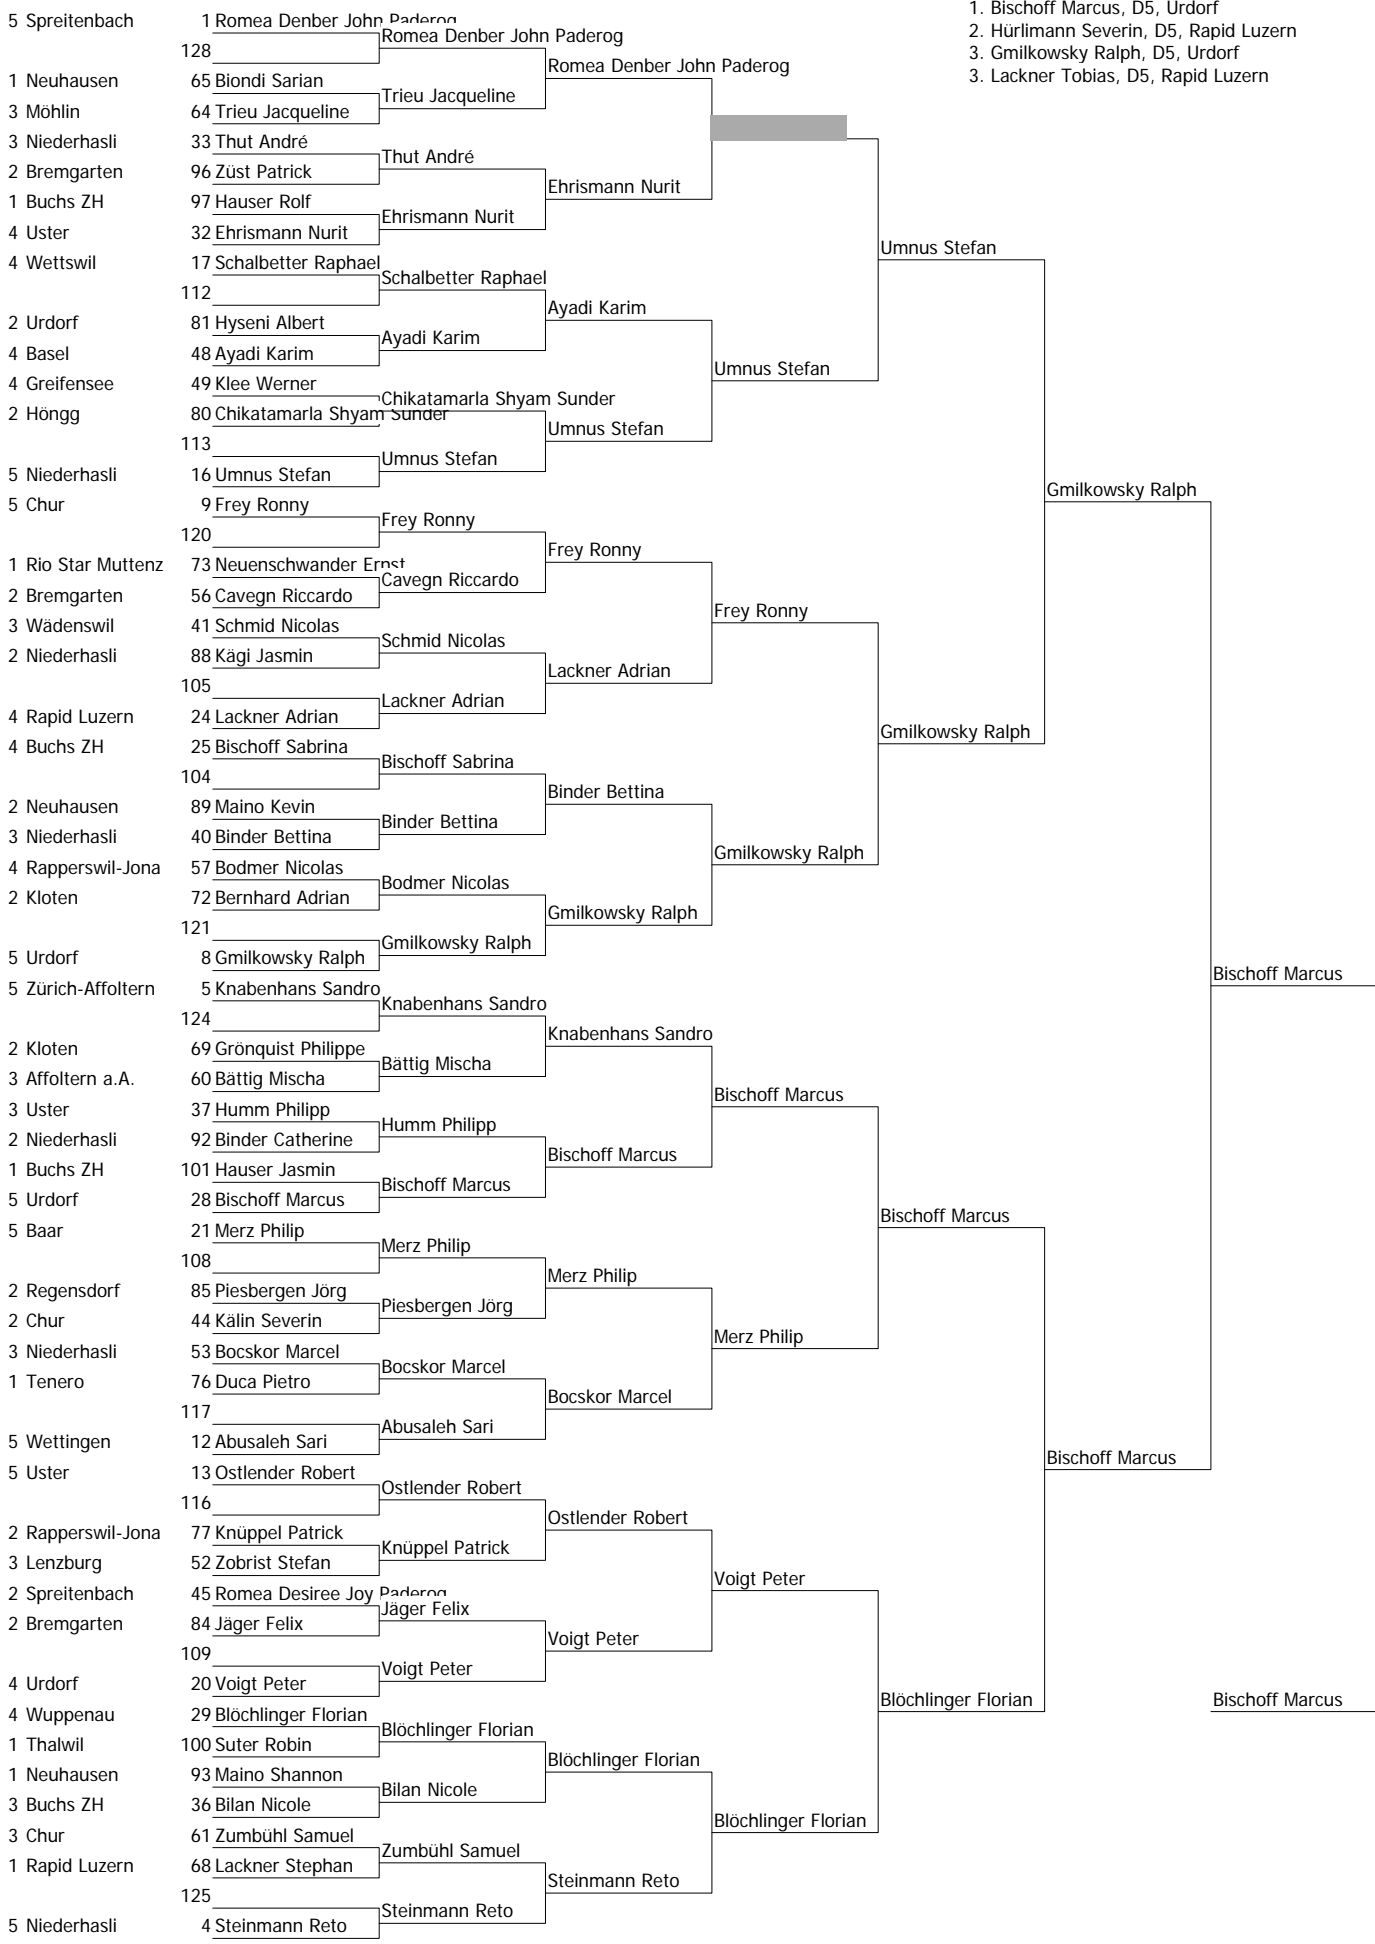 1. Bischoff Marcus, D5, Urdorf
2. Hürlimann Severin, D5, Rapid Luzern
3. Gmilkowsky Ralph, D5, Urdorf
3. Lackner Tobias, D5, Rapid Luzern
5 Spreitenbach 1 Romea Denber John Paderog
Romea Denber John Paderog
128
Romea Denber John Paderog
1 Neuhausen 65 Biondi Sarian
Trieu Jacqueline
3 Möhlin 64 Trieu Jacqueline
3 Niederhasli 33 Thut André
Thut André
2 Bremgarten 96 Züst Patrick
Ehrismann Nurit
1 Buchs ZH 97 Hauser Rolf
Ehrismann Nurit
4 Uster 32 Ehrismann Nurit
Umnus Stefan
4 Wettswil 17 Schalbetter Raphael
Schalbetter Raphael
112
Ayadi Karim
2 Urdorf 81 Hyseni Albert
Ayadi Karim
4 Basel 48 Ayadi Karim
Umnus Stefan
4 Greifensee 49 Klee Werner
Chikatamarla Shyam Sunder
2 Höngg 80 Chikatamarla Shyam Sunder
Umnus Stefan
113
Umnus Stefan
5 Niederhasli 16 Umnus Stefan
Gmilkowsky Ralph
5 Chur 9 Frey Ronny
Frey Ronny
120
Frey Ronny
1 Rio Star Muttenz 73 Neuenschwander Ernst
Cavegn Riccardo
2 Bremgarten 56 Cavegn Riccardo
Frey Ronny
3 Wädenswil 41 Schmid Nicolas
Schmid Nicolas
2 Niederhasli 88 Kägi Jasmin
Lackner Adrian
105
Lackner Adrian
4 Rapid Luzern 24 Lackner Adrian
Gmilkowsky Ralph
4 Buchs ZH 25 Bischoff Sabrina
Bischoff Sabrina
104
Binder Bettina
2 Neuhausen 89 Maino Kevin
Binder Bettina
3 Niederhasli 40 Binder Bettina
Gmilkowsky Ralph
4 Rapperswil-Jona 57 Bodmer Nicolas
Bodmer Nicolas
2 Kloten 72 Bernhard Adrian
Gmilkowsky Ralph
121
Gmilkowsky Ralph
5 Urdorf 8 Gmilkowsky Ralph
Bischoff Marcus
5 Zürich-Affoltern 5 Knabenhans Sandro
Knabenhans Sandro
124
Knabenhans Sandro
2 Kloten 69 Grönquist Philippe
Bättig Mischa
3 Affoltern a.A. 60 Bättig Mischa
Bischoff Marcus
3 Uster 37 Humm Philipp
Humm Philipp
2 Niederhasli 92 Binder Catherine
Bischoff Marcus
1 Buchs ZH 101 Hauser Jasmin
Bischoff Marcus
5 Urdorf 28 Bischoff Marcus
Bischoff Marcus
5 Baar 21 Merz Philip
Merz Philip
108
Merz Philip
2 Regensdorf 85 Piesbergen Jörg
Piesbergen Jörg
2 Chur 44 Kälin Severin
Merz Philip
3 Niederhasli 53 Bocskor Marcel
Bocskor Marcel
1 Tenero 76 Duca Pietro
Bocskor Marcel
117
Abusaleh Sari
5 Wettingen 12 Abusaleh Sari
Bischoff Marcus
5 Uster 13 Ostlender Robert
Ostlender Robert
116
Ostlender Robert
2 Rapperswil-Jona 77 Knüppel Patrick
Knüppel Patrick
3 Lenzburg 52 Zobrist Stefan
Voigt Peter
2 Spreitenbach 45 Romea Desiree Joy Paderog
Jäger Felix
2 Bremgarten 84 Jäger Felix
Voigt Peter
109
Voigt Peter
4 Urdorf 20 Voigt Peter
Blöchlinger Florian
Bischoff Marcus
4 Wuppenau 29 Blöchlinger Florian
Blöchlinger Florian
1 Thalwil 100 Suter Robin
Blöchlinger Florian
1 Neuhausen 93 Maino Shannon
Bilan Nicole
3 Buchs ZH 36 Bilan Nicole
Blöchlinger Florian
3 Chur 61 Zumbühl Samuel
Zumbühl Samuel
1 Rapid Luzern 68 Lackner Stephan
Steinmann Reto
125
Steinmann Reto
5 Niederhasli 4 Steinmann Reto